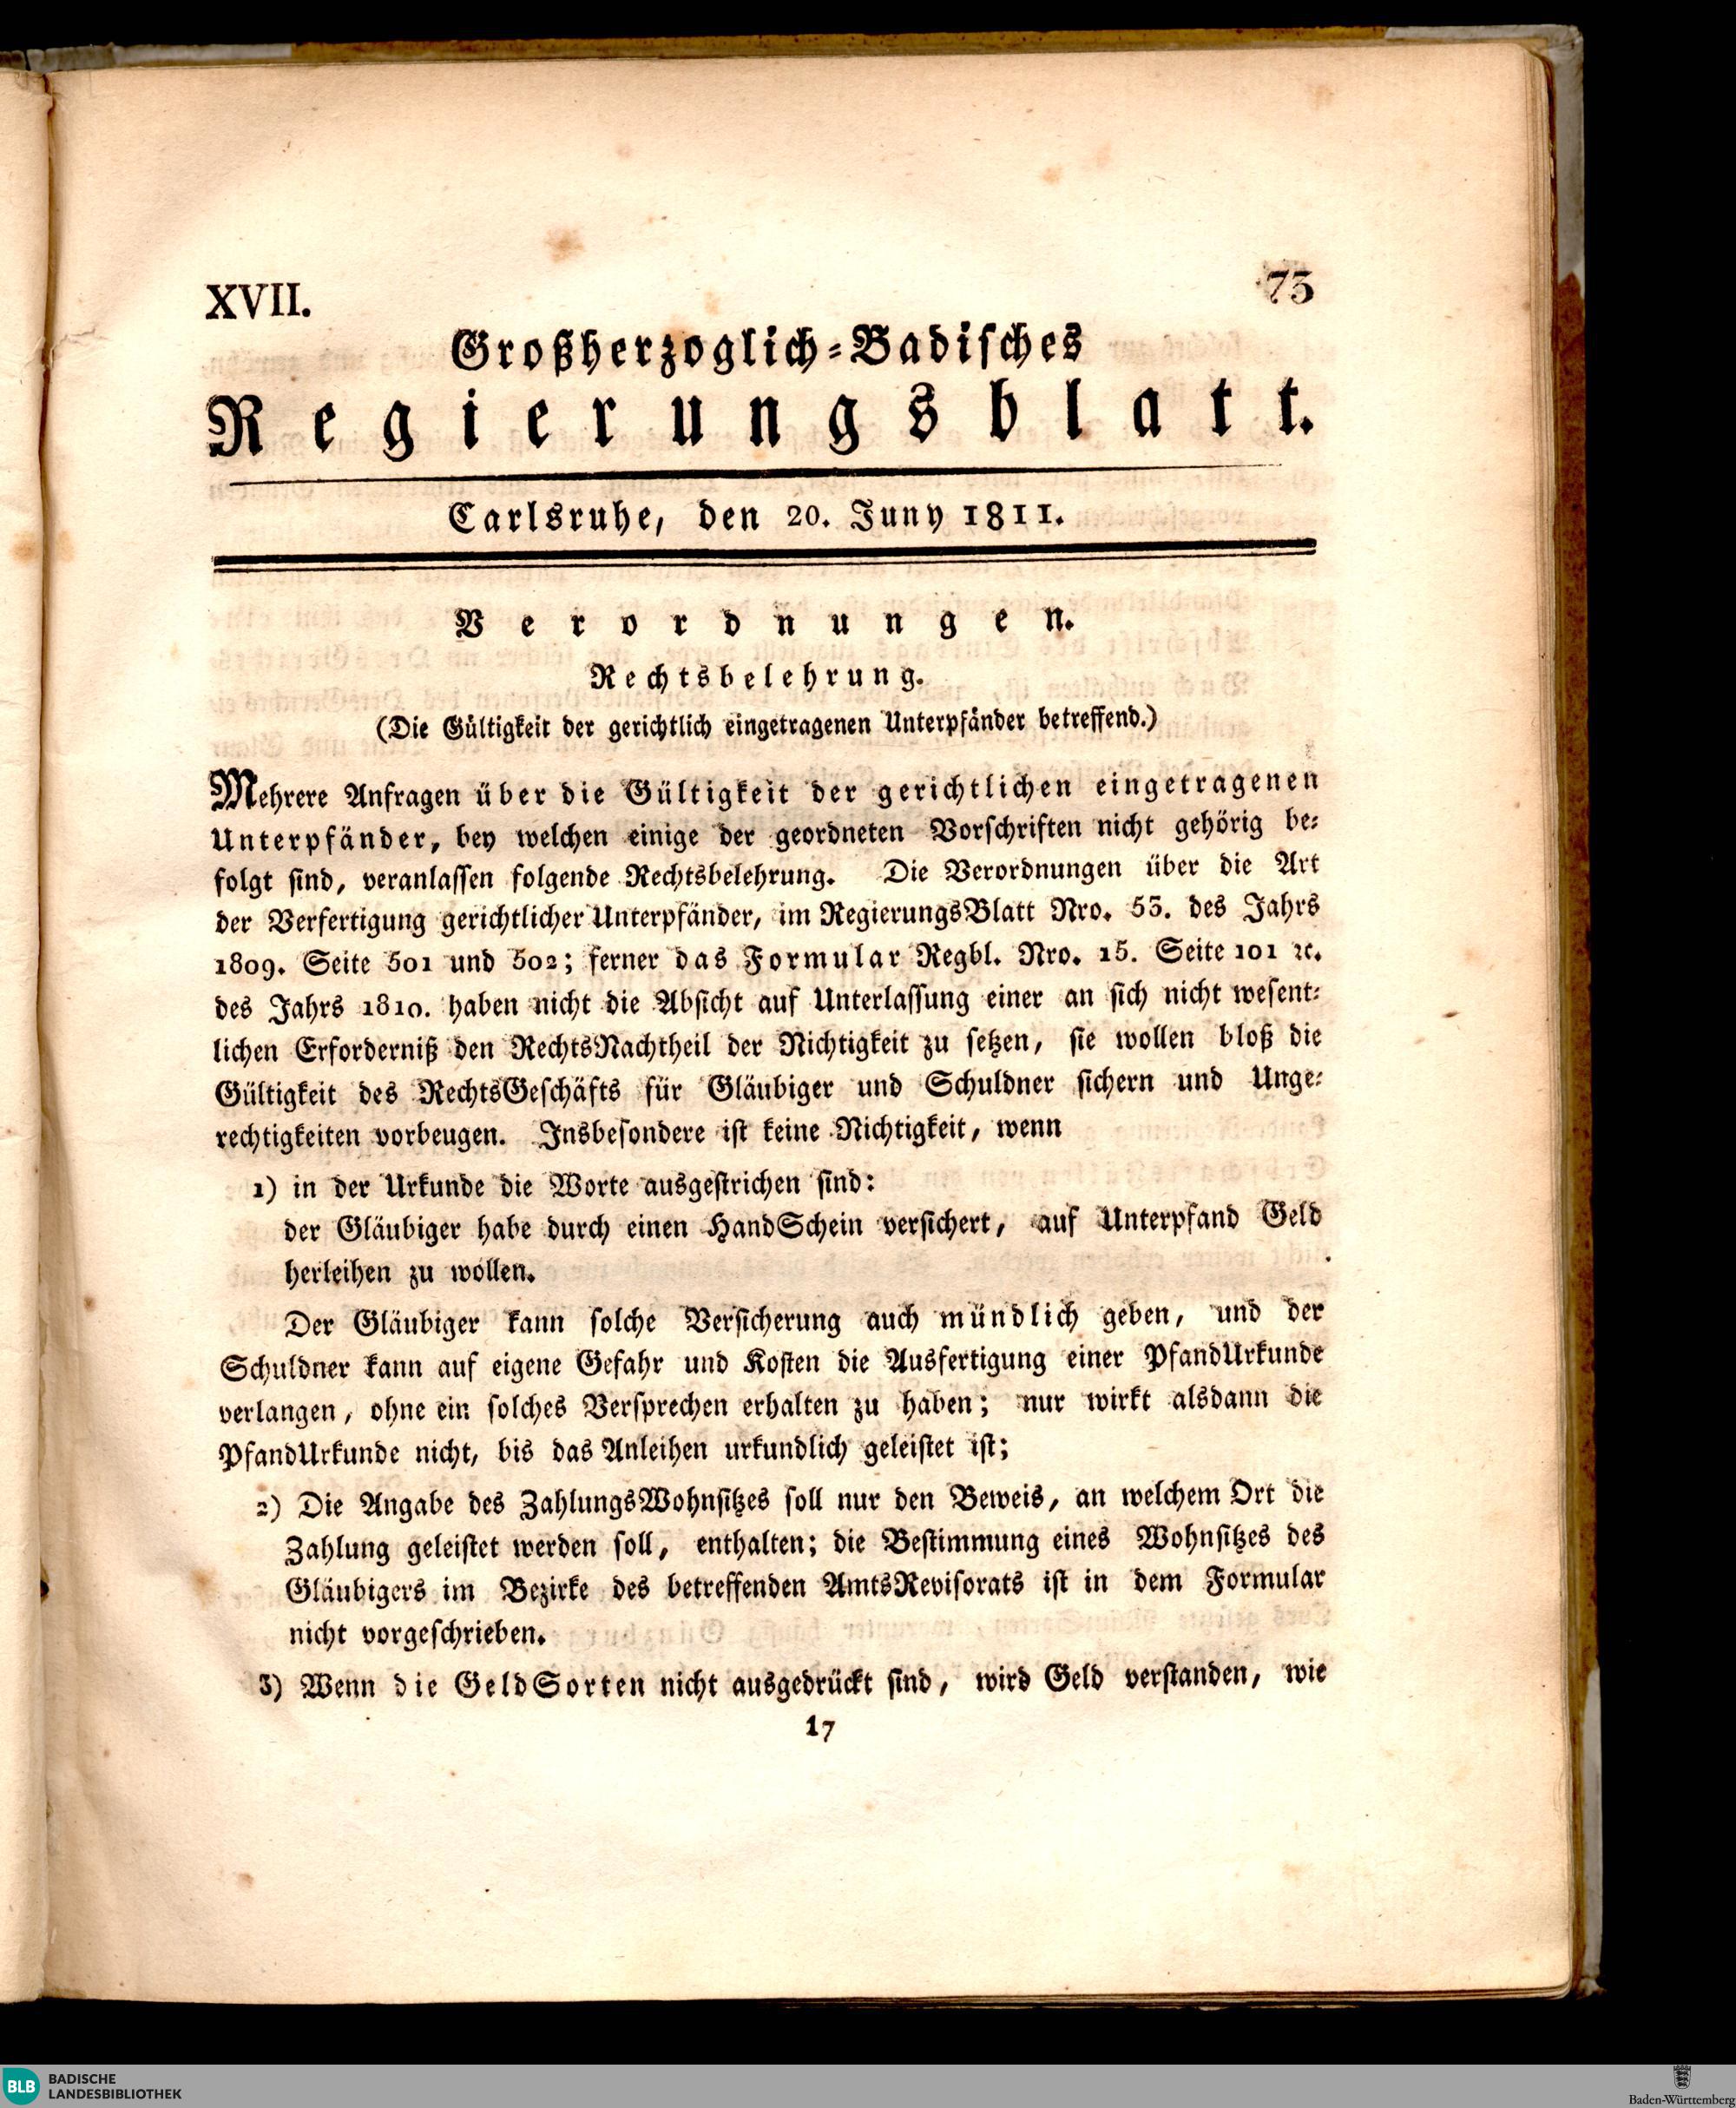 XVII.
73
Großherzoglich-Badisches
Regierungsblatt.
Carlsruhe, den 20. Juny 1811.
Verordnungen.
Rechtsbelehrung.
(Die Gültigkeit der gerichtlich eingetragenen Unterpfänder betreffend.)
Mehrere Anfragen über die Gültigkeit der gerichtlichen eingetragenen
Unterpfänder, bey welchen einige der geordneten Vorschriften nicht gehörig be-
folgt sind, veranlassen folgende Rechtsbelehrung. Die Verordnungen über die Art
der Verfertigung gerichtlicher Unterpfänder, im RegierungsBlatt Nro. 53. des Jahrs
1809. Seite 501 und 502; ferner das Formular Regbl. Nro. 15. Seite 101 ꝛc.
des Jahrs 1810. haben nicht die Absicht auf Unterlassung einer an sich nicht wesent-
lichen Erforderniß den RechtsNachtheil der Nichtigkeit zu setzen, sie wollen bloß die
Gültigkeit des RechtsGeschäfts für Gläubiger und Schuldner sichern und Unge-
rechtigkeiten vorbeugen. Insbesondere ist keine Nichtigkeit, wenn
1) in der Urkunde die Worte ausgestrichen sind:
der Gläubiger habe durch einen HandSchein versichert, auf Unterpfand Geld
herleihen zu wollen.
Der Gläubiger kann solche Versicherung auch mündlich geben, und der
Schuldner kann auf eigene Gefahr und Kosten die Ausfertigung einer PfandUrkunde
verlangen, ohne ein solches Versprechen erhalten zu haben; nur wirkt alsdann die
PfandUrkunde nicht, bis das Anleihen urkundlich geleistet ist;
2) Die Angabe des ZahlungsWohnsitzes soll nur den Beweis, an welchem Ort die
Zahlung geleistet werden soll, enthalten; die Bestimmung eines Wohnsitzes des
Gläubigers im Bezirke des betreffenden AmtsRevisorats ist in dem Formular
nicht vorgeschrieben.
3) Wenn die GeldSorten nicht ausgedrückt sind, wird Geld verstanden, wie
17
BLB BADISCHE
LANDESBIBLIOTHEK
Baden-Württemberg